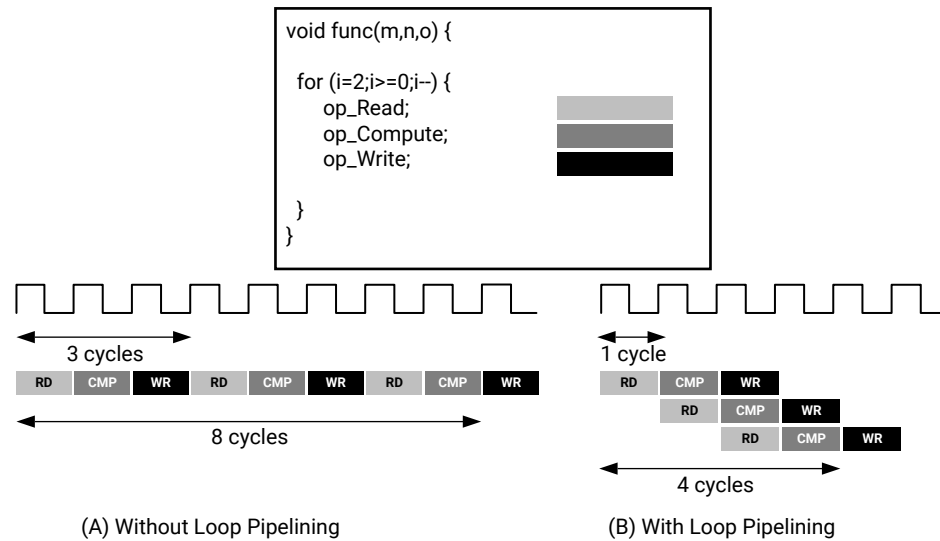 void func(m,n,o) {
for (i=2;i>=0;i--) {
op_Read;
op_Compute;
op_Write;
}
}
3 cycles
RD CMP WR RD CMP WR RD CMP WR
8 cycles
(A) Without Loop Pipelining
1 cycle
RD CMP WR
RD CMP WR
RD CMP WR
4 cycles
(B) With Loop Pipelining